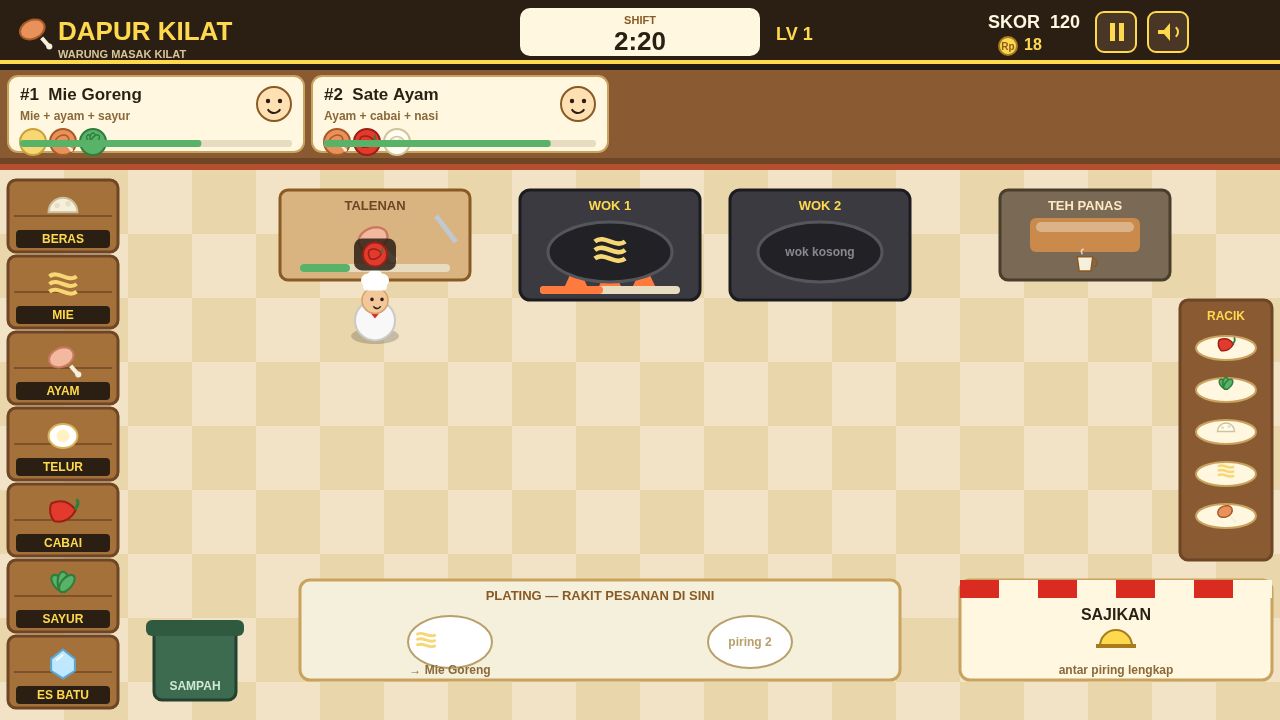 DAPUR KILAT
WARUNG MASAK KILAT
SHIFT
2:20
LV 1
SKOR 120
Rp 18
#1 Mie Goreng
Mie + ayam + sayur
#2 Sate Ayam
Ayam + cabai + nasi
BERAS
MIE
AYAM
TELUR
CABAI
SAYUR
ES BATU
TALENAN
WOK 1
WOK 2
wok kosong
TEH PANAS
RACIK
SAMPAH
PLATING — RAKIT PESANAN DI SINI
piring 2
→ Mie Goreng
SAJIKAN
antar piring lengkap